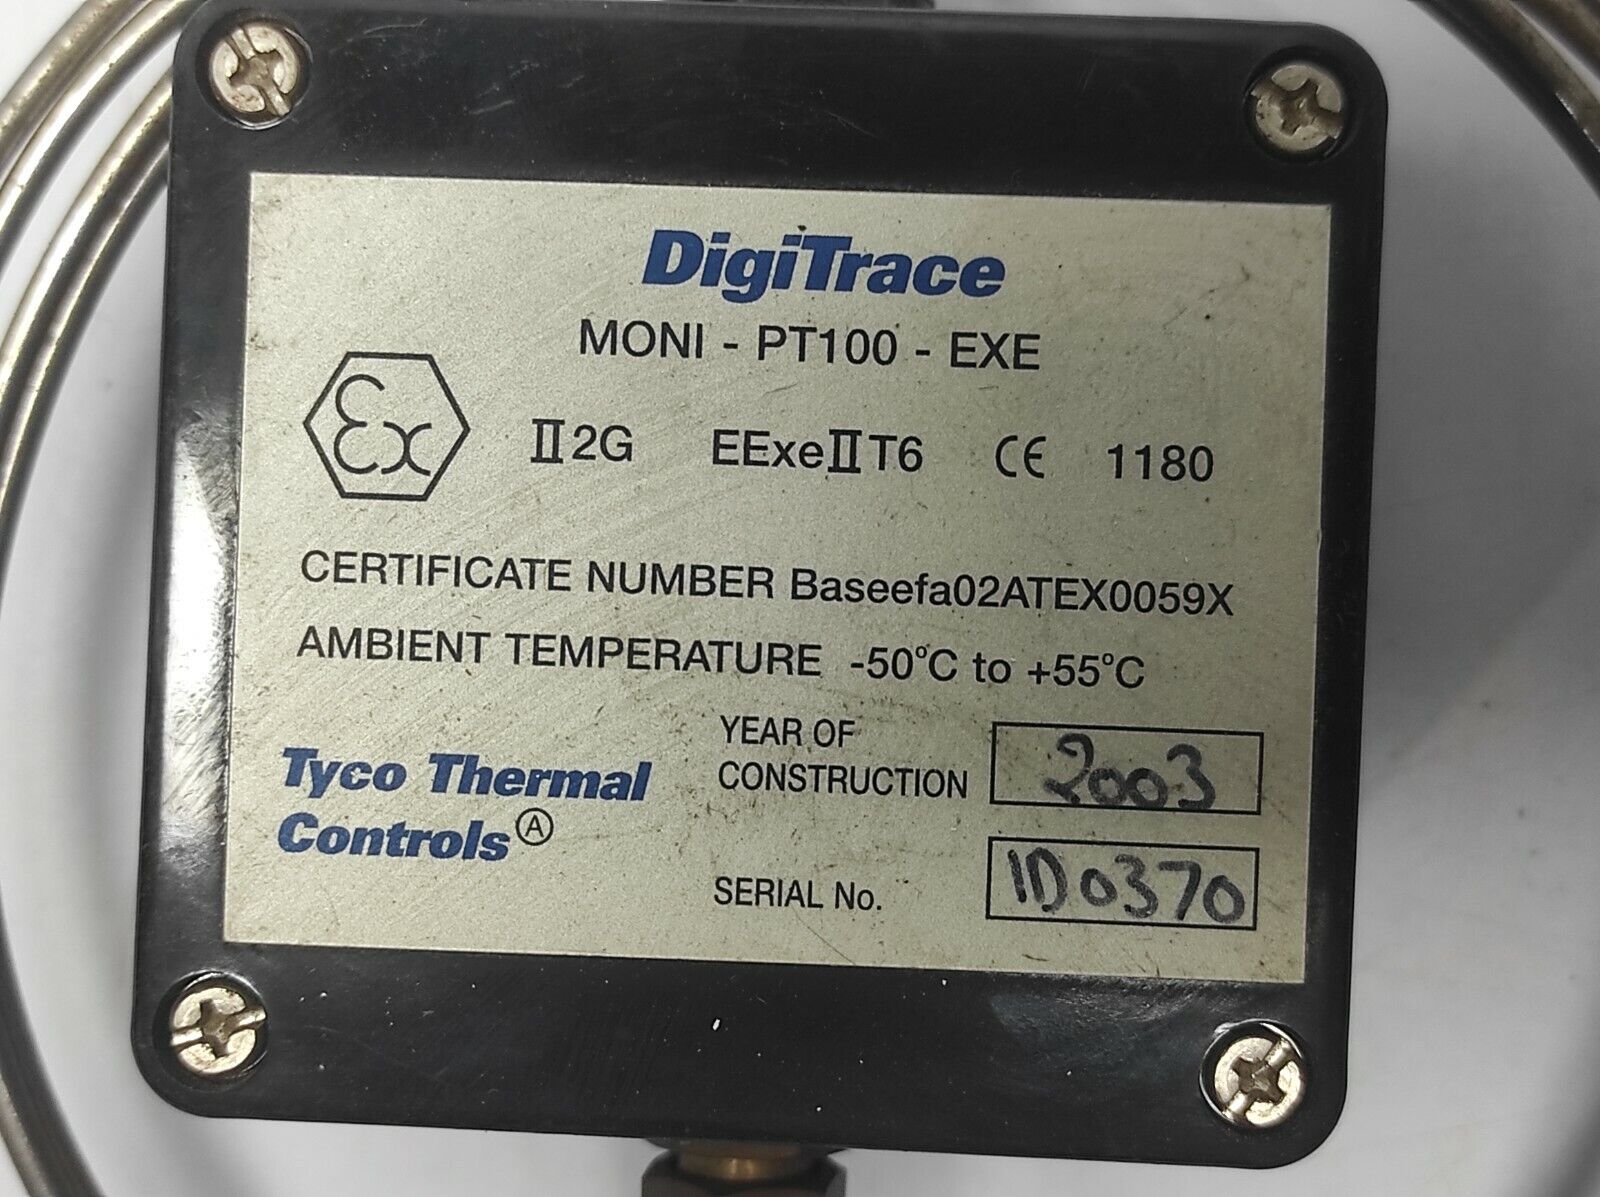 DigiTrace
MONI - PT100 - EXE
Ex II 2G EExe II T6 CE 1180
CERTIFICATE NUMBER Baseefa02ATEX0059X
AMBIENT TEMPERATURE -50°C to +55°C
YEAR OF
CONSTRUCTION 2003
Tyco Thermal
Controls Ⓐ
SERIAL No. 1D0370